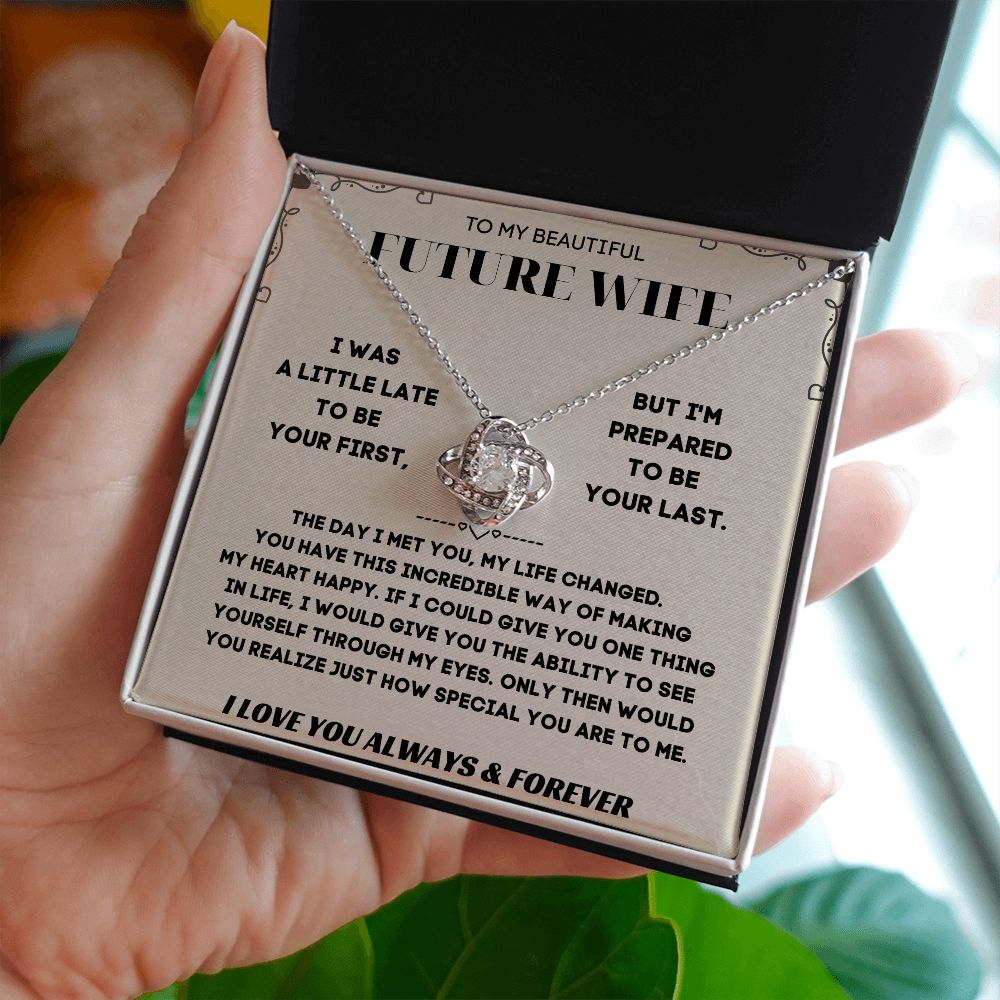 TO MY BEAUTIFUL
FUTURE WIFE
I WAS
A LITTLE LATE
TO BE
YOUR FIRST,
BUT I'M
PREPARED
TO BE
YOUR LAST.
THE DAY I MET YOU, MY LIFE CHANGED.
YOU HAVE THIS INCREDIBLE WAY OF MAKING
MY HEART HAPPY. IF I COULD GIVE YOU ONE THING
IN LIFE, I WOULD GIVE YOU THE ABILITY TO SEE
YOURSELF THROUGH MY EYES. ONLY THEN WOULD
YOU REALIZE JUST HOW SPECIAL YOU ARE TO ME.
I LOVE YOU ALWAYS & FOREVER